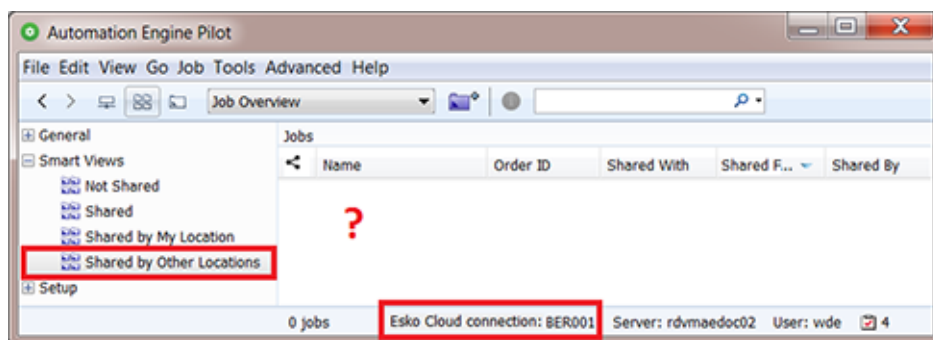 Automation Engine Pilot
File Edit View Go Job Tools Advanced Help
Job Overview
General
Jobs
Smart Views
Name Order ID Shared With Shared F... Shared By
Not Shared
Shared
?
Shared by My Location
Shared by Other Locations
Setup
0 jobs Esko Cloud connection: BER001 Server: rdvmaedoc02 User: wde 4